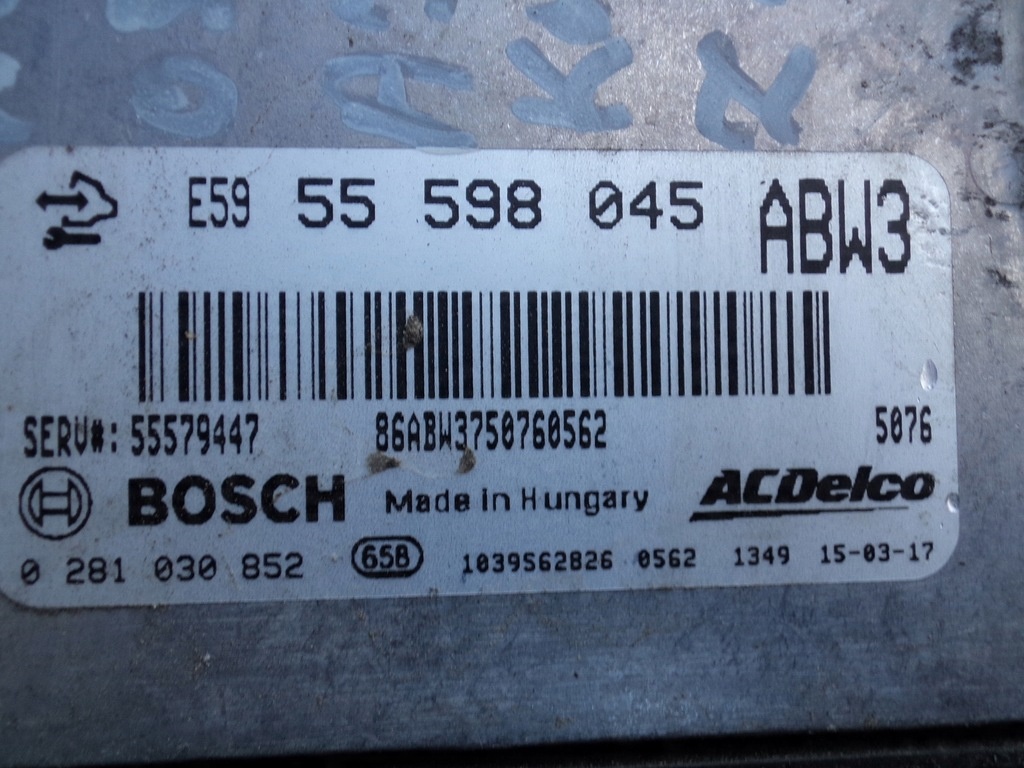 E59 55 598 045 ABW3
SERV#: 55579447 86ABW3750760562 5076
BOSCH Made in Hungary ACDelco
0 281 030 852 658 1039S62826 0562 1349 15-03-17